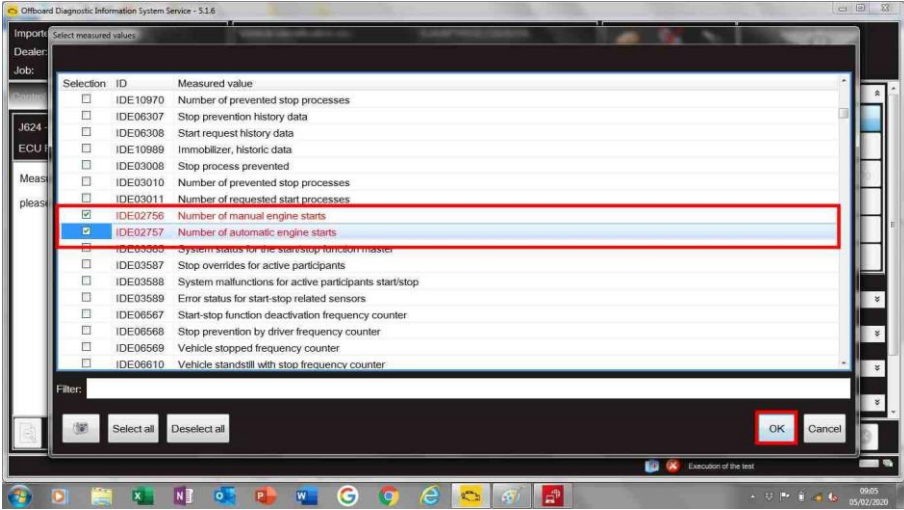 Offboard Diagnostic Information System Service - 5.1.6
Importe
Select measured values
Dealer:
Job:
Selection ID Measured value
Control
IDE10970 Number of prevented stop processes
IDE06307 Stop prevention history data
J624 -
IDE06308 Start request history data
ECU I
IDE10989 Immobilizer, historic data
IDE03008 Stop process prevented
Meas
IDE03010 Number of prevented stop processes
please
IDE03011 Number of requested start processes
IDE02756 Number of manual engine starts
IDE02757 Number of automatic engine starts
IDE03585 System status for the start/stop function master
IDE03587 Stop overrides for active participants
IDE03588 System malfunctions for active participants start/stop
IDE03589 Error status for start-stop related sensors
IDE06567 Start-stop function deactivation frequency counter
IDE06568 Stop prevention by driver frequency counter
IDE06569 Vehicle stopped frequency counter
IDE06610 Vehicle standstill with stop frequency counter
Filter:
Select all Deselect all OK Cancel
Execution of the test
09:05
05/02/2020